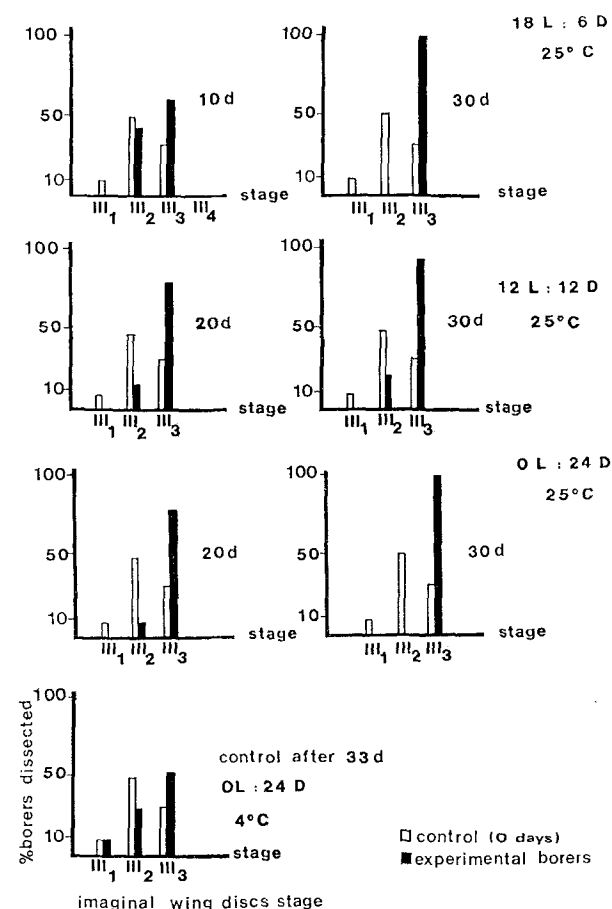 18 L : 6 D
25° C
100
50
10
10 d
III1 III2 III3 III4
stage
100
50
10
30 d
III1 III2 III3
stage
12 L : 12 D
25°C
100
50
10
20d
III1 III2 III3
stage
100
50
10
30d
III1 III2 III3
stage
0 L : 24 D
25°C
100
50
10
20d
III1 III2 III3
stage
100
50
10
30 d
III1 III2 III3
stage
%borers dissected
100
50
10
control after 33d
0L : 24 D
4°C
III1 III2 III3
stage
imaginal wing discs stage
control (0 days)
experimental borers